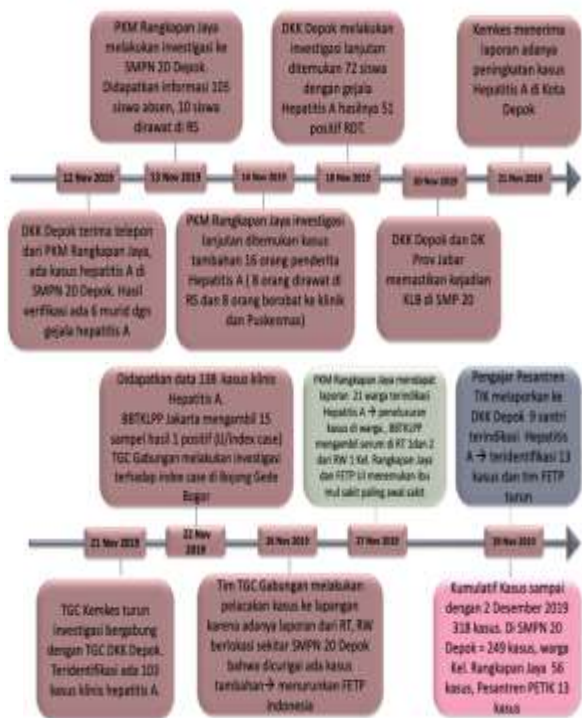 PKM Rangkapan Jaya
melakukan investigasi ke
SMPN 20 Depok.
Didapatkan informasi 105
siswa absen, 10 siswa
dirawat di RS
DKK Depok melakukan
investigasi lanjutan
ditemukan 72 siswa
dengan gejala
Hepatitis A hasilnya 51
positif RDT.
Kemkes menerima
laporan adanya
peningkatan kasus
Hepatitis A di Kota
Depok
12 Nov 2019
13 Nov 2019
14 Nov 2019
18 Nov 2019
20 Nov 2019
21 Nov 2019
DKK Depok terima telepon
dari PKM Rangkapan Jaya,
ada kasus hepatitis A di
SMPN 20 Depok. Hasil
verifikasi ada 6 murid dgn
gejala hepatitis A
PKM Rangkapan Jaya investigasi
lanjutan ditemukan kasus
tambahan 16 orang penderita
Hepatitis A ( 8 orang dirawat di
RS dan 8 orang berobat ke klinik
dan Puskesmas)
DKK Depok dan DK
Prov Jabar
memastikan kejadian
KLB di SMP 20
Didapatkan data 138 kasus klinis
Hepatitis A.
BBTKLPP Jakarta mengambil 15
sampel hasil 1 positif (JJ/index case)
TGC Gabungan melakukan investigasi
terhadap index case di Bojong Gede
Bogor
PKM Rangkapan Jaya mendapat
laporan 21 warga terindikasi
Hepatitis A → penelusuran
kasus di warga, BBTKLPP
mengambil serum di RT 1dan 2
dari RW 1 Kel. Rangkapan Jaya
dan FETP UI menemukan ibu
mul sakit paling awal sakit
Pengajar Pesantren
TIK melaporkan ke
DKK Depok 9 santri
terindikasi Hepatitis
A → teridentifikasi 13
kasus dan tim FETP
turun
21 Nov 2019
22 Nov
2019
26 Nov 2019
27 Nov 2019
29 Nov 2019
TGC Kemkes turun
investigasi bergabung
dengan TGC DKK Depok.
Teridentifikasi ada 103
kasus klinis hepatitis A.
Tim TGC Gabungan melakukan
pelacakan kasus ke lapangan
karena adanya laporan dari RT, RW
berlokasi sekitar SMPN 20 Depok
bahwa dicurigai ada kasus
tambahan→ menurunkan FETP
indonesia
Kumulatif Kasus sampai
dengan 2 Desember 2019
318 kasus. Di SMPN 20
Depok = 249 kasus, warga
Kel. Rangkapan Jaya 56
kasus, Pesantren PETIK 13
kasus